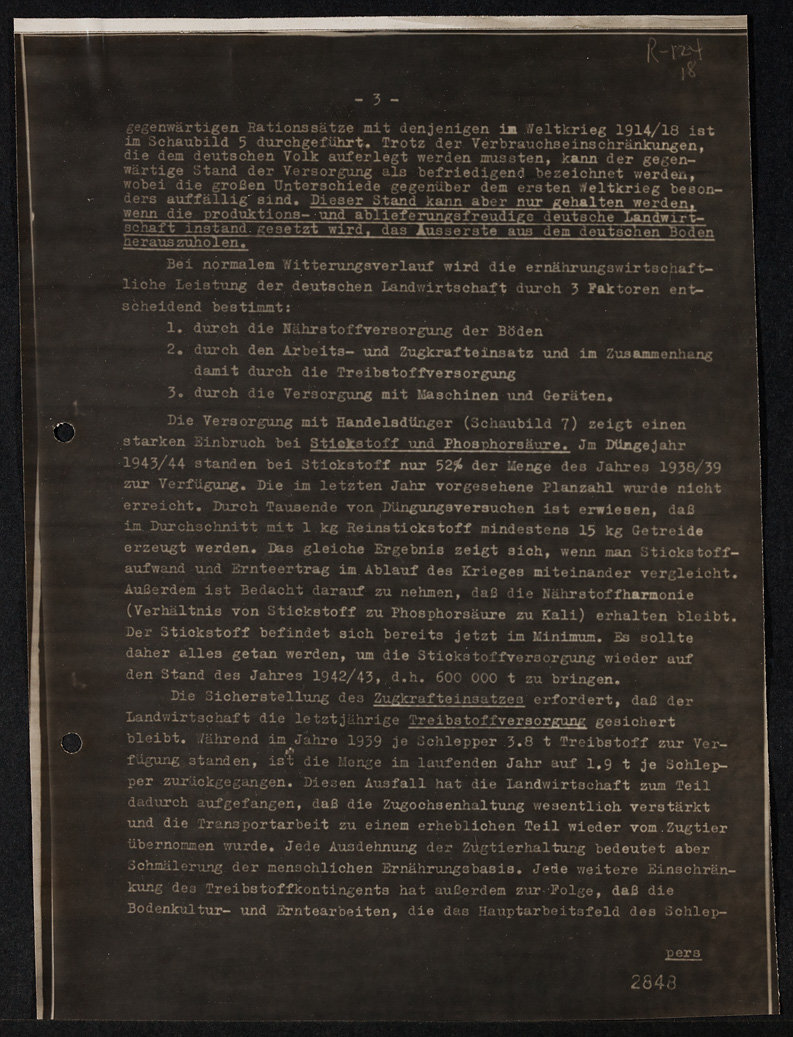 R-124
18
- 3 -
gegenwärtigen Rationssätze mit denjenigen im Weltkrieg 1914/18 ist
im Schaubild 5 durchgeführt. Trotz der Verbrauchseinschränkungen,
die dem deutschen Volk auferlegt werden mussten, kann der gegen-
wärtige Stand der Versorgung als befriedigend bezeichnet werden,
wobei die großen Unterschiede gegenüber dem ersten Weltkrieg beson-
ders auffällig sind. Dieser Stand kann aber nur gehalten werden,
wenn die produktions- und ablieferungsfreudige deutsche Landwirt-
schaft instand gesetzt wird, das Äusserste aus dem deutschen Boden
herauszuholen.
Bei normalem Witterungsverlauf wird die ernährungswirtschaft-
liche Leistung der deutschen Landwirtschaft durch 3 Faktoren ent-
scheidend bestimmt:
1. durch die Nährstoffversorgung der Böden
2. durch den Arbeits- und Zugkrafteinsatz und im Zusammenhang
damit durch die Treibstoffversorgung
3. durch die Versorgung mit Maschinen und Geräten.
Die Versorgung mit Handelsdünger (Schaubild 7) zeigt einen
starken Einbruch bei Stickstoff und Phosphorsäure. Jm Düngejahr
1943/44 standen bei Stickstoff nur 52% der Menge des Jahres 1938/39
zur Verfügung. Die im letzten Jahr vorgesehene Planzahl wurde nicht
erreicht. Durch Tausende von Düngungsversuchen ist erwiesen, daß
im Durchschnitt mit 1 kg Reinstickstoff mindestens 15 kg Getreide
erzeugt werden. Das gleiche Ergebnis zeigt sich, wenn man Stickstoff-
aufwand und Ernteertrag im Ablauf des Krieges miteinander vergleicht.
Außerdem ist Bedacht darauf zu nehmen, daß die Nährstoffharmonie
(Verhältnis von Stickstoff zu Phosphorsäure zu Kali) erhalten bleibt.
Der Stickstoff befindet sich bereits jetzt im Minimum. Es sollte
daher alles getan werden, um die Stickstoffversorgung wieder auf
den Stand des Jahres 1942/43, d.h. 600 000 t zu bringen.
Die Sicherstellung des Zugkrafteinsatzes erfordert, daß der
Landwirtschaft die letztjährige Treibstoffversorgung gesichert
bleibt. Während im Jahre 1939 je Schlepper 3.8 t Treibstoff zur Ver-
fügung standen, ist die Menge im laufenden Jahr auf 1.9 t je Schlep-
per zurückgegangen. Diesen Ausfall hat die Landwirtschaft zum Teil
dadurch aufgefangen, daß die Zugochsenhaltung wesentlich verstärkt
und die Transportarbeit zu einem erheblichen Teil wieder vom Zugtier
übernommen wurde. Jede Ausdehnung der Zugtierhaltung bedeutet aber
Schmälerung der menschlichen Ernährungsbasis. Jede weitere Einschrän-
kung des Treibstoffkontingents hat außerdem zur Folge, daß die
Bodenkultur- und Erntearbeiten, die das Hauptarbeitsfeld des Schlep-
pers
2848